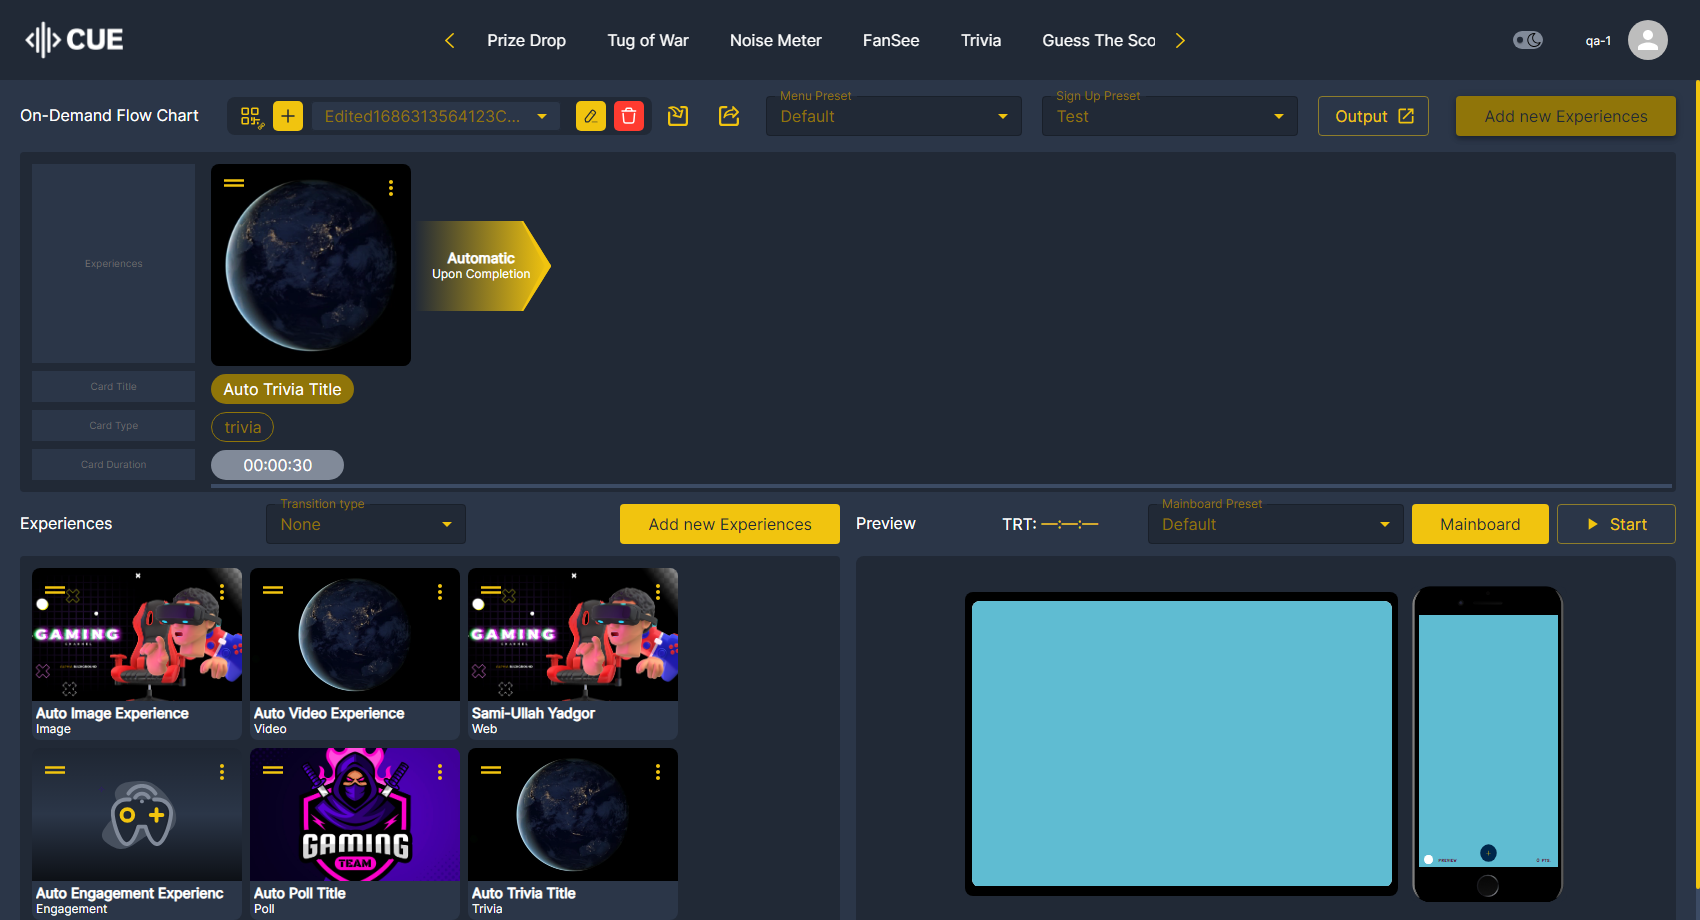 CUE
Prize Drop
Tug of War
Noise Meter
FanSee
Trivia
Guess The Sco
qa-1
On-Demand Flow Chart
Edited1686313564123C...
Menu Preset
Default
Sign Up Preset
Test
Output
Add new Experiences
Experiences
Automatic
Upon Completion
Card Title
Auto Trivia Title
Card Type
trivia
Card Duration
00:00:30
Experiences
Transition type
None
Add new Experiences
Preview
TRT: —:—:—
Mainboard Preset
Default
Mainboard
Start
GAMING
CHANNEL
Auto Image Experience
Image
Auto Video Experience
Video
GAMING
CHANNEL
Sami-Ullah Yadgor
Web
Auto Engagement Experienc
Engagement
GAMING
TEAM
Auto Poll Title
Poll
Auto Trivia Title
Trivia
PREVIEW
0 PTS.